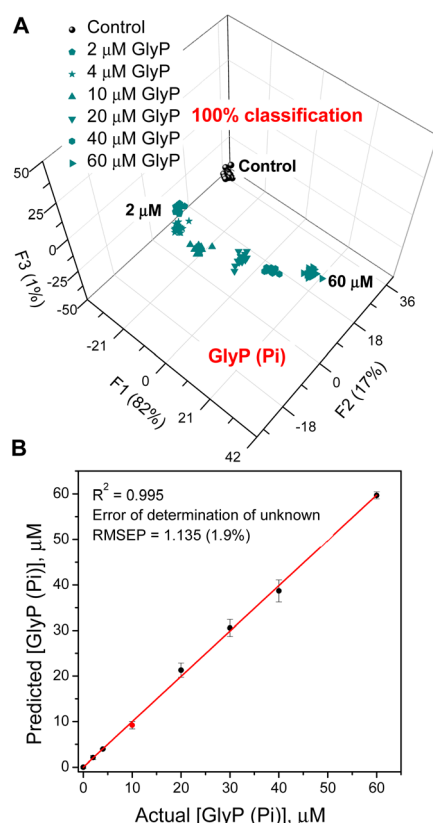 A
Control
2 μM GlyP
4 μM GlyP
10 μM GlyP
20 μM GlyP
40 μM GlyP
60 μM GlyP
100% classification
Control
2 μM
60 μM
GlyP (Pi)
50
25
0
-25
-50
F3 (1%)
-21
0
21
42
F1 (82%)
-18
0
18
36
F2 (17%)
B
R² = 0.995
Error of determination of unknown
RMSEP = 1.135 (1.9%)
60
50
40
30
20
10
0
Predicted [GlyP (Pi)], μM
0 10 20 30 40 50 60
Actual [GlyP (Pi)], μM